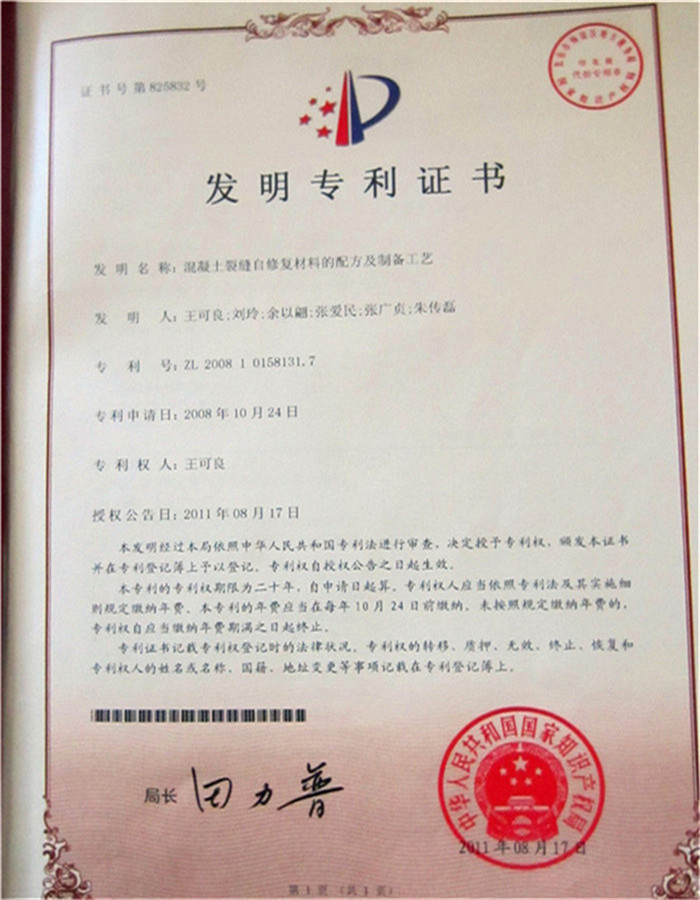 证书号第825832号
发明专利证书
发明名称：混凝土裂缝自修复材料的配方及制备工艺
发明人：王可良;刘玲;余以翩;张爱民;张广贞;朱传磊
专利号：ZL 2008 1 0158131.7
专利申请日：2008年10月24日
专利权人：王可良
授权公告日：2011年08月17日
本发明经过本局依照中华人民共和国专利法进行审查，决定授予专利权，颁发本证书
并在专利登记簿上予以登记。专利权自授权公告之日起生效。
本专利的专利权期限为二十年，自申请日起算。专利权人应当依照专利法及其实施细
则规定缴纳年费。本专利的年费应当在每年10月24日前缴纳。未按照规定缴纳年费的，
专利权自应当缴纳年费期满之日起终止。
专利证书记载专利权登记时的法律状况。专利权的转移、质押、无效、终止、恢复和
专利权人的姓名或名称、国籍、地址变更等事项记载在专利登记簿上。
局长 田力普
中华人民共和国国家知识产权局
2011年08月17日
第1页（共1页）